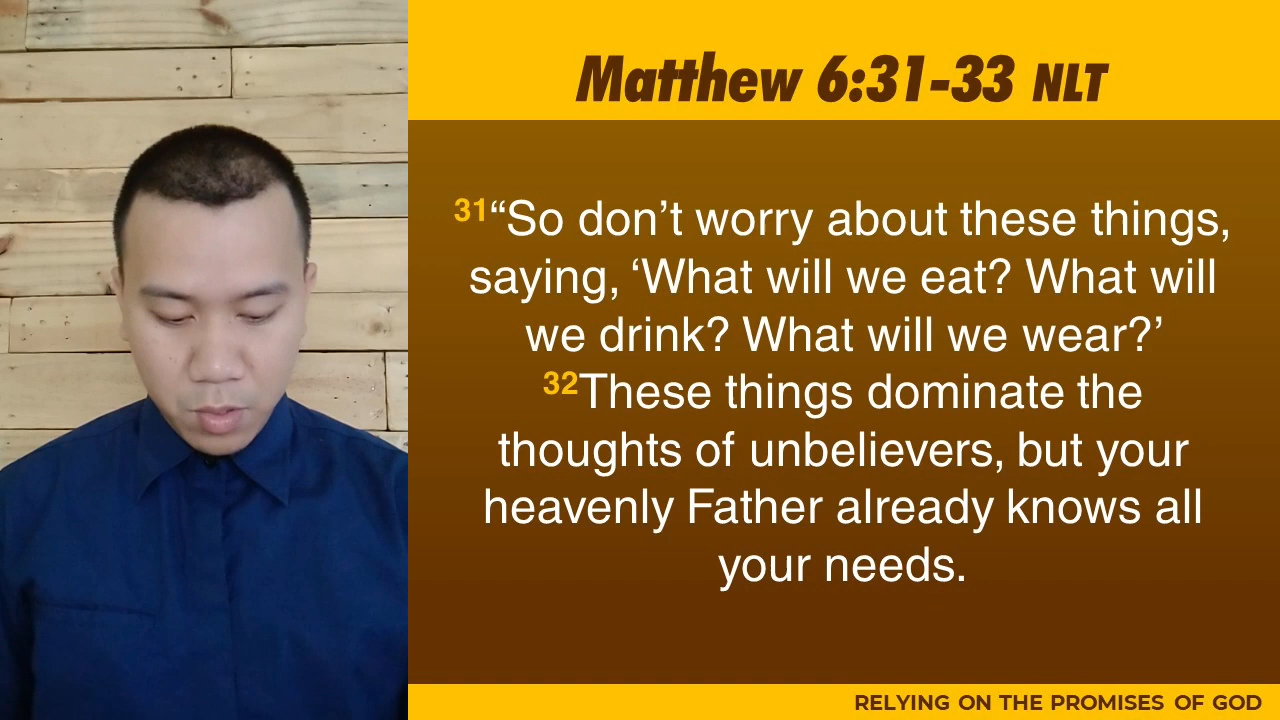 Matthew 6:31-33 NLT
31“So don’t worry about these things,
saying, ‘What will we eat? What will
we drink? What will we wear?’
32These things dominate the
thoughts of unbelievers, but your
heavenly Father already knows all
your needs.
RELYING ON THE PROMISES OF GOD